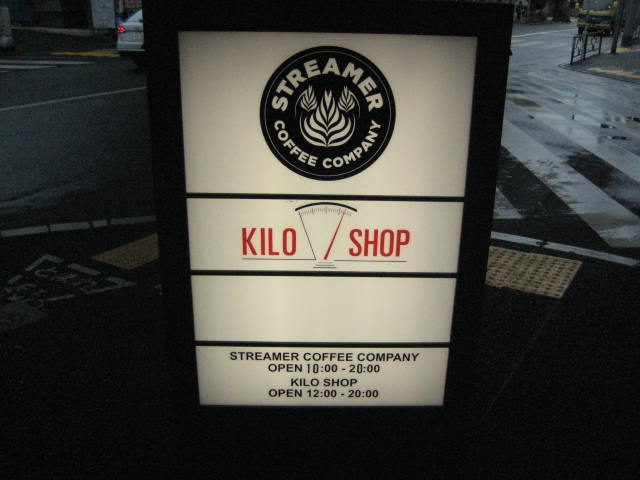 STREAMER
COFFEE COMPANY
KILO SHOP
STREAMER COFFEE COMPANY
OPEN 10:00 - 20:00
KILO SHOP
OPEN 12:00 - 20:00